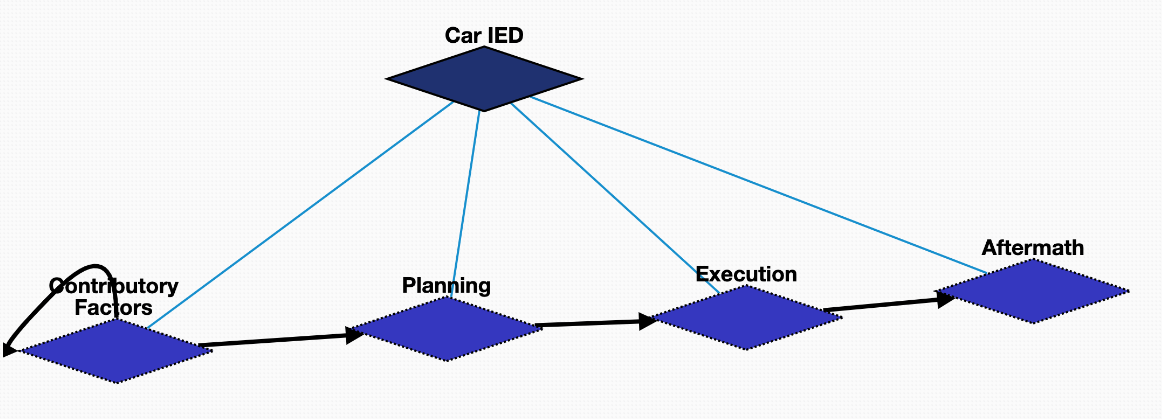 Car IED
Contributory
Factors
Planning
Execution
Aftermath